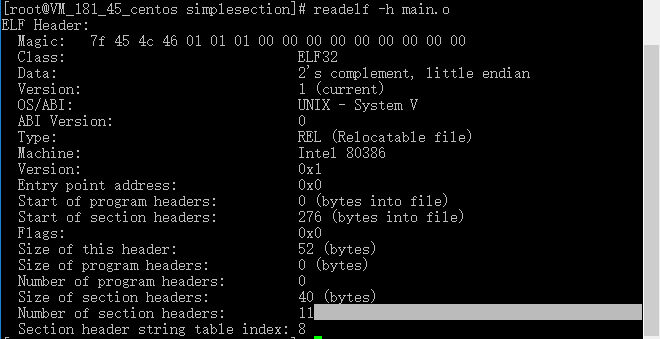 [root@VM_181_45_centos simplesection]# readelf -h main.o
ELF Header:
  Magic:   7f 45 4c 46 01 01 01 00 00 00 00 00 00 00 00 00
  Class:                             ELF32
  Data:                              2's complement, little endian
  Version:                           1 (current)
  OS/ABI:                            UNIX - System V
  ABI Version:                       0
  Type:                              REL (Relocatable file)
  Machine:                           Intel 80386
  Version:                           0x1
  Entry point address:               0x0
  Start of program headers:          0 (bytes into file)
  Start of section headers:          276 (bytes into file)
  Flags:                             0x0
  Size of this header:               52 (bytes)
  Size of program headers:           0 (bytes)
  Number of program headers:         0
  Size of section headers:           40 (bytes)
  Number of section headers:         11
  Section header string table index: 8